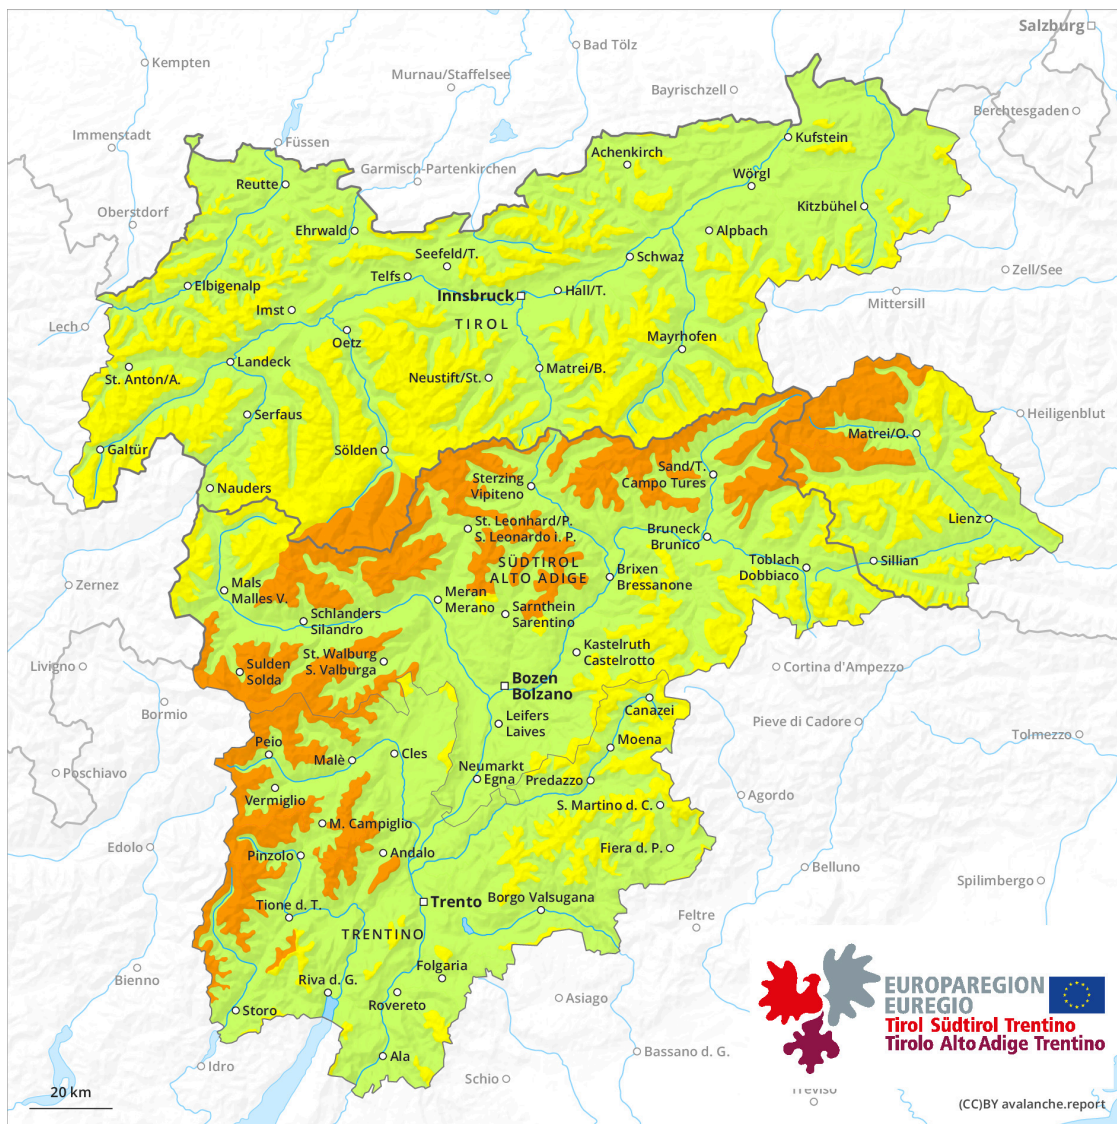 Salzburg
Bad Tölz
Kempten
Murnau/Staffelsee
Bayrischzell
Berchtesgaden
Immenstadt
Füssen
Kufstein
Achenkirch
Garmisch-Partenkirchen
Wörgl
Reutte
Oberstdorf
Kitzbühel
Ehrwald
Alpbach
Seefeld/T.
Schwaz
Zell/See
Telfs
Elbigenalp
Hall/T.
Innsbruck
Mittersill
Imst
TIROL
Lech
Oetz
Mayrhofen
Landeck
Matrei/B.
St. Anton/A.
Neustift/St.
Serfaus
Heiligenblut
Matrei/O.
Galtür
Sölden
Sand/T.
Campo Tures
Sterzing
Vipiteno
Nauders
Lienz
St. Leonhard/P.
S. Leonardo i. P.
Bruneck
Brunico
SÜDTIROL
ALTO ADIGE
Toblach
Dobbiaco
Sillian
Zernez
Brixen
Bressanone
Mals
Malles V.
Meran
Merano
Sarnthein
Sarentino
Schlanders
Silandro
Kastelruth
Castelrotto
St. Walburg
S. Valburga
Livigno
Sulden
Solda
Cortina d'Ampezzo
Bozen
Bolzano
Bormio
Canazei
Leifers
Laives
Pieve di Cadore
Tolmezzo
Moena
Peio
Cles
Malè
Neumarkt
Egna
Predazzo
Poschiavo
Vermiglio
Agordo
S. Martino d. C.
M. Campiglio
Edolo
Pinzolo
Andalo
Fiera d. P.
Belluno
Spilimbergo
Borgo Valsugana
Trento
Tione d. T.
Feltre
TRENTINO
Folgaria
Bienno
Riva d. G.
Rovereto
Asiago
Storo
EUROPAREGION
EUREGIO
Tirol Südtirol Trentino
Tirolo Alto Adige Trentino
Ala
Bassano d. G.
Idro
Schio
Treviso
20 km
(CC)BY avalanche.report